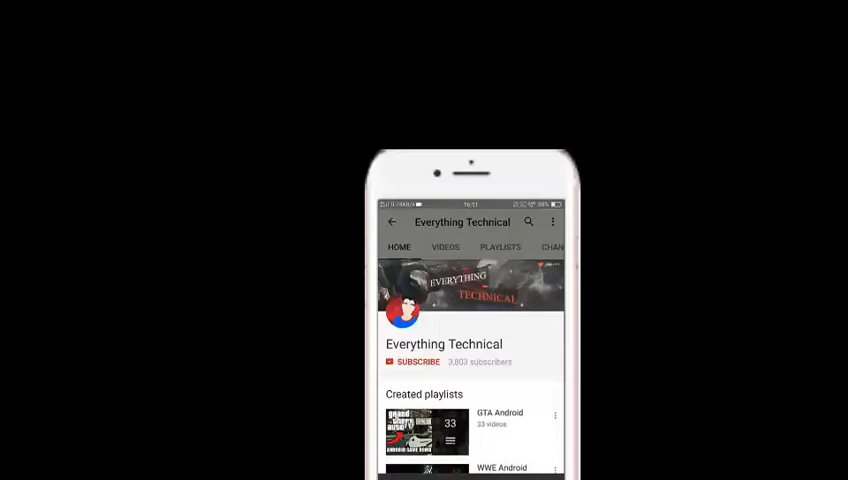 16:11
Everything Technical
HOME VIDEOS PLAYLISTS CHAN
EVERYTHING
TECHNICAL
Everything Technical
SUBSCRIBE 3,803 subscribers
Created playlists
GTA Android
33 videos
33
WWE Android